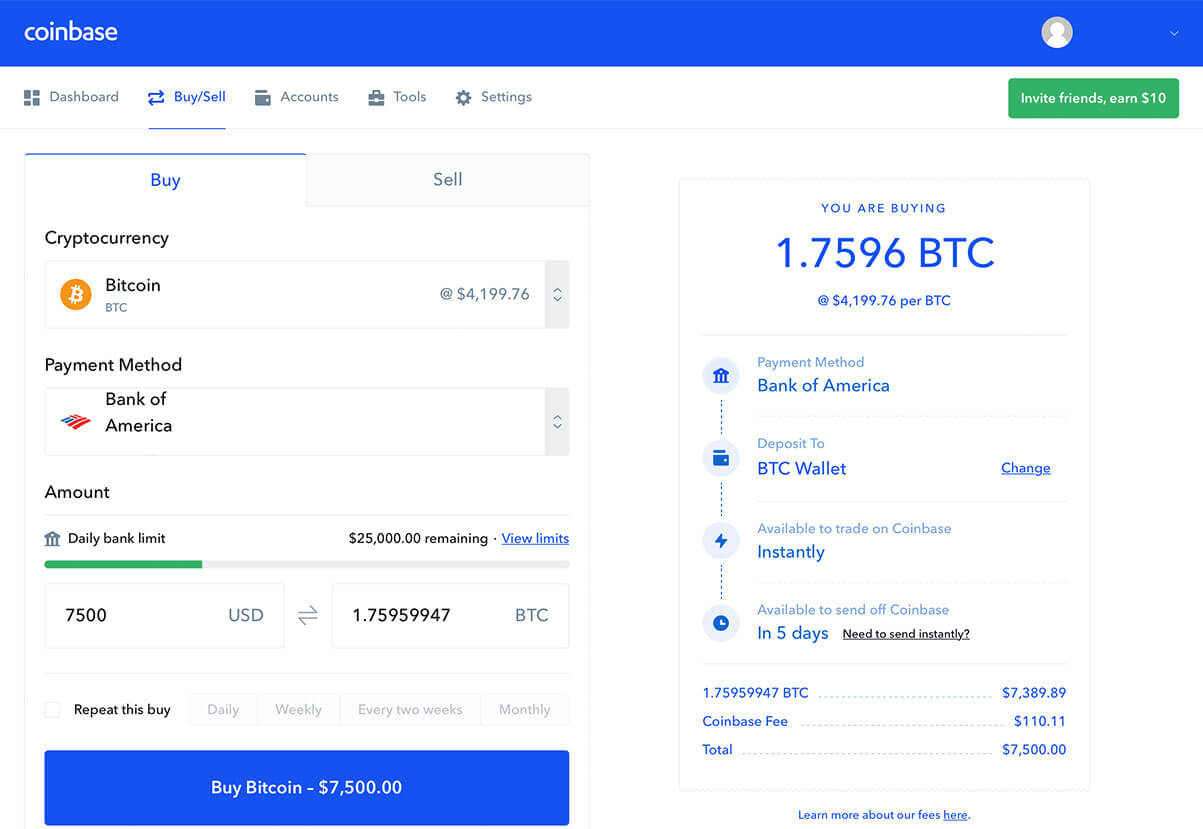 coinbase
Dashboard
Buy/Sell
Accounts
Tools
Settings
Invite friends, earn $10
Buy
Sell
Cryptocurrency
Bitcoin
BTC
@ $4,199.76
Payment Method
Bank of
America
Amount
Daily bank limit
$25,000.00 remaining · View limits
7500 USD
1.75959947 BTC
Repeat this buy
Daily
Weekly
Every two weeks
Monthly
Buy Bitcoin – $7,500.00
YOU ARE BUYING
1.7596 BTC
@ $4,199.76 per BTC
Payment Method
Bank of America
Deposit To
BTC Wallet
Change
Available to trade on Coinbase
Instantly
Available to send off Coinbase
In 5 days Need to send instantly?
1.75959947 BTC $7,389.89
Coinbase Fee $110.11
Total $7,500.00
Learn more about our fees here.